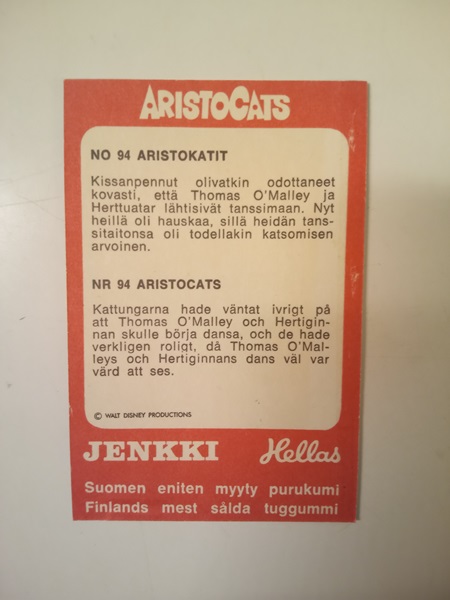 ARISTOCATS
NO 94 ARISTOKATIT
Kissanpennut olivatkin odottaneet
kovasti, että Thomas O'Malley ja
Herttuatar lähtisivät tanssimaan. Nyt
heillä oli hauskaa, sillä heidän tans-
sitaitonsa oli todellakin katsomisen
arvoinen.
NR 94 ARISTOCATS
Kattungarna hade väntat ivrigt på
att Thomas O'Malley och Hertigin-
nan skulle börja dansa, och de hade
verkligen roligt, då Thomas O'Mal-
leys och Hertiginnans dans väl var
värd att ses.
© WALT DISNEY PRODUCTIONS
JENKKI Hellas
Suomen eniten myyty purukumi
Finlands mest sålda tuggummi